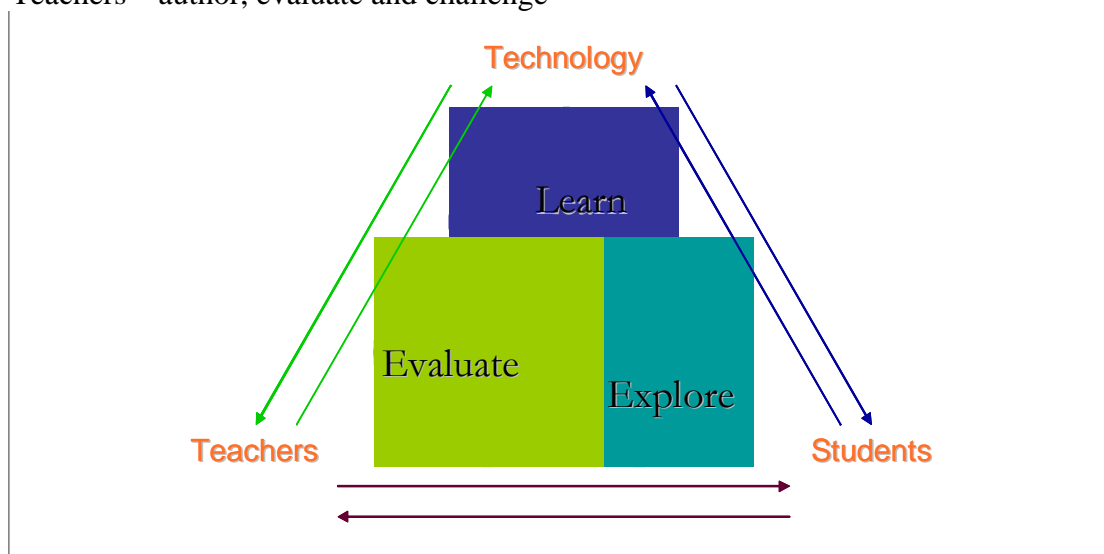 Teachers – author, evaluate and challenge
Technology
Learn
Evaluate
Explore
Teachers
Students